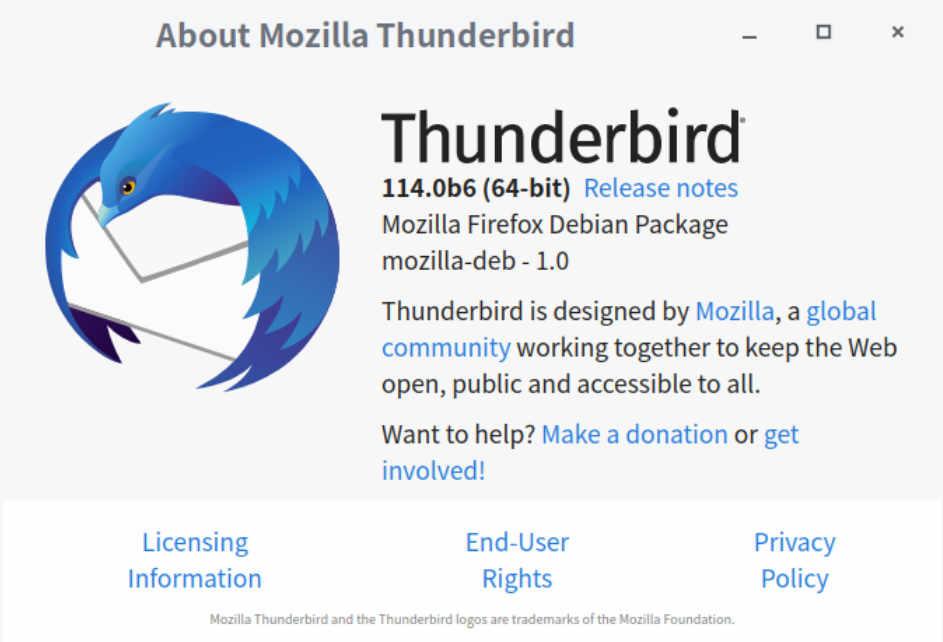 About Mozilla Thunderbird
Thunderbird
114.0b6 (64-bit) Release notes
Mozilla Firefox Debian Package
mozilla-deb - 1.0
Thunderbird is designed by Mozilla, a global
community working together to keep the Web
open, public and accessible to all.
Want to help? Make a donation or get
involved!
Licensing
Information
End-User
Rights
Privacy
Policy
Mozilla Thunderbird and the Thunderbird logos are trademarks of the Mozilla Foundation.